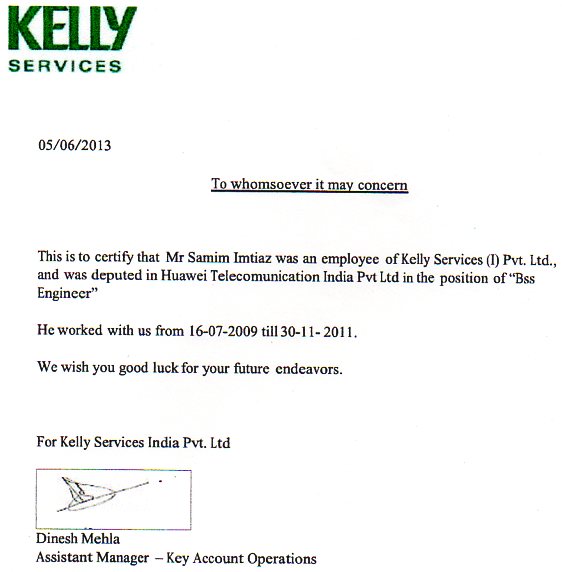 KELLY
SERVICES
05/06/2013
To whomsoever it may concern
This is to certify that Mr Samim Imtiaz was an employee of Kelly Services (I) Pvt. Ltd.,
and was deputed in Huawei Telecomunication India Pvt Ltd in the position of “Bss
Engineer”
He worked with us from 16-07-2009 till 30-11- 2011.
We wish you good luck for your future endeavors.
For Kelly Services India Pvt. Ltd
Dinesh Mehla
Assistant Manager – Key Account Operations